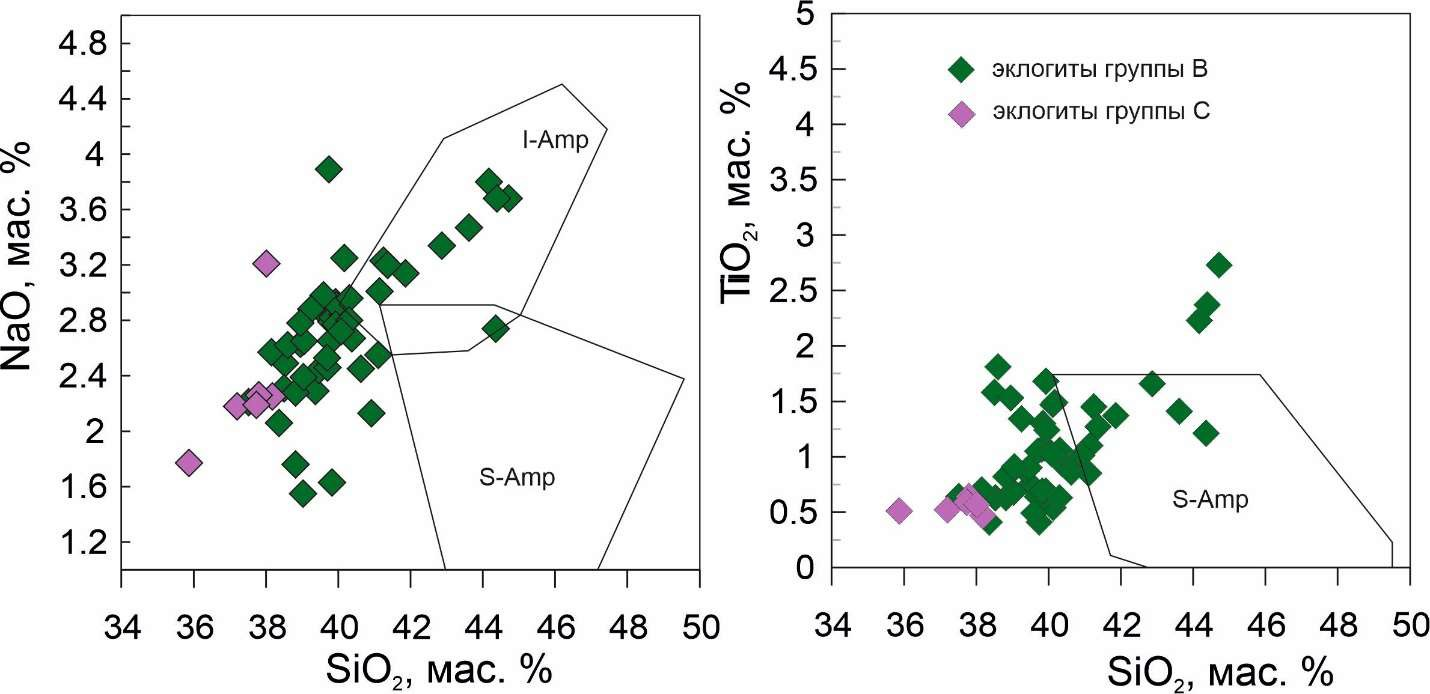 4.8
4.4
4
3.6
3.2
2.8
2.4
2
1.6
1.2
NaO, мас. %
I-Amp
S-Amp
34 36 38 40 42 44 46 48 50
SiO2, мас. %
5
4.5
4
3.5
3
2.5
2
1.5
1
0.5
0
TiO2, мас. %
эклогиты группы В
эклогиты группы С
S-Amp
34 36 38 40 42 44 46 48 50
SiO2, мас. %